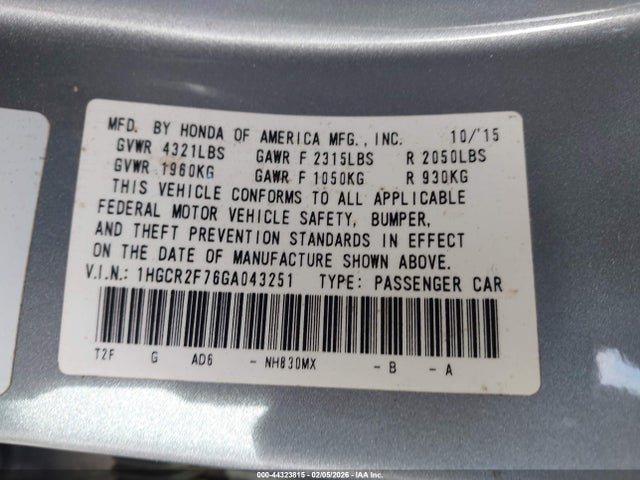 MFD. BY HONDA OF AMERICA MFG., INC. 10/'15
GVWR 4321LBS GAWR F 2315LBS R 2050LBS
GVWR 1960KG GAWR F 1050KG R 930KG
THIS VEHICLE CONFORMS TO ALL APPLICABLE
FEDERAL MOTOR VEHICLE SAFETY, BUMPER,
AND THEFT PREVENTION STANDARDS IN EFFECT
ON THE DATE OF MANUFACTURE SHOWN ABOVE.
V.I.N.: 1HGCR2F76GA043251 TYPE: PASSENGER CAR
T2F G AD6 - NH830MX - B - A
000-44323815 - 02/05/2026 - IAA Inc.